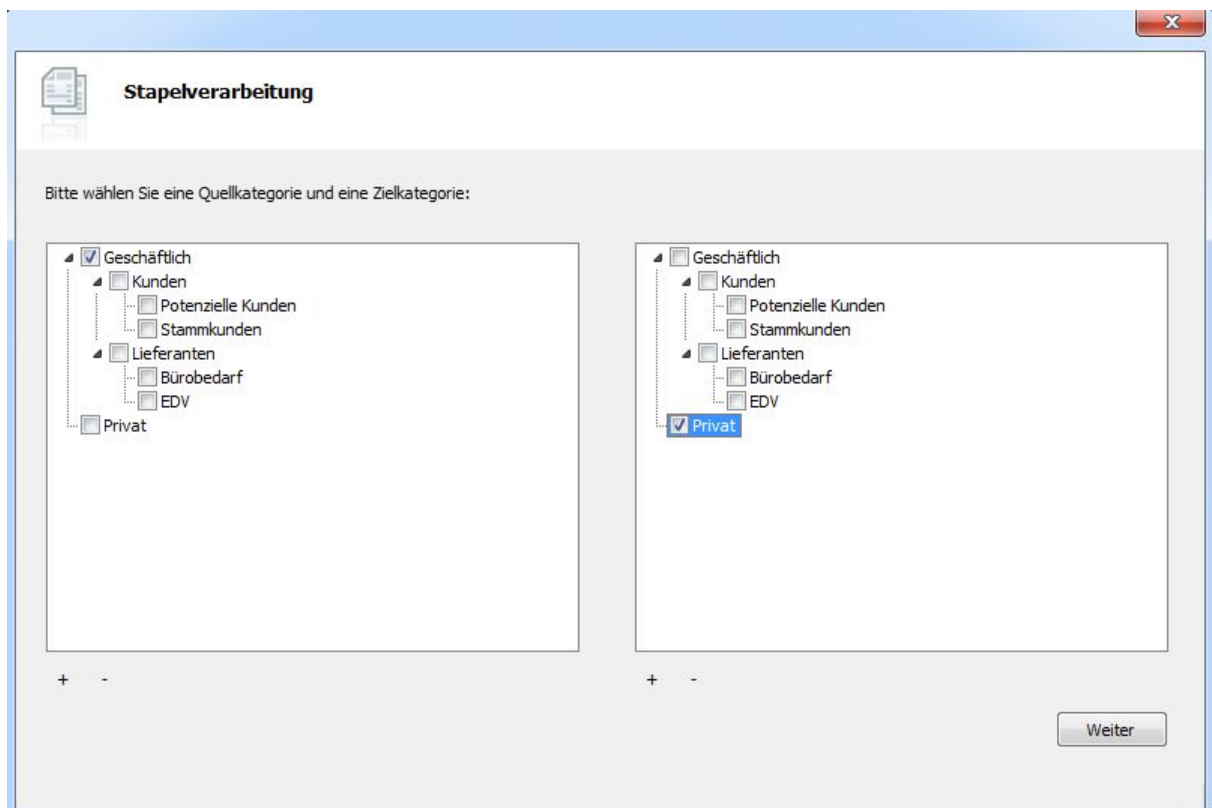 Stapelverarbeitung
Bitte wählen Sie eine Quellkategorie und eine Zielkategorie:
Geschäftlich
Kunden
Potenzielle Kunden
Stammkunden
Lieferanten
Bürobedarf
EDV
Privat
+ -
Geschäftlich
Kunden
Potenzielle Kunden
Stammkunden
Lieferanten
Bürobedarf
EDV
Privat
+ -
Weiter